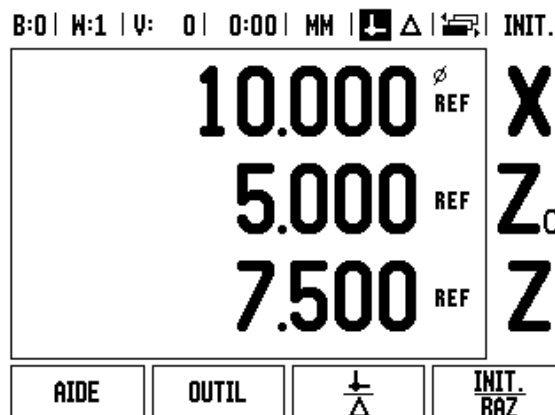 B:0 | W:1 | V: 0 | 0:00 | MM | Δ | INIT.
10.000 Ø REF X
5.000 REF Z₀
7.500 REF Z
AIDE OUTIL Δ INIT. RAZ